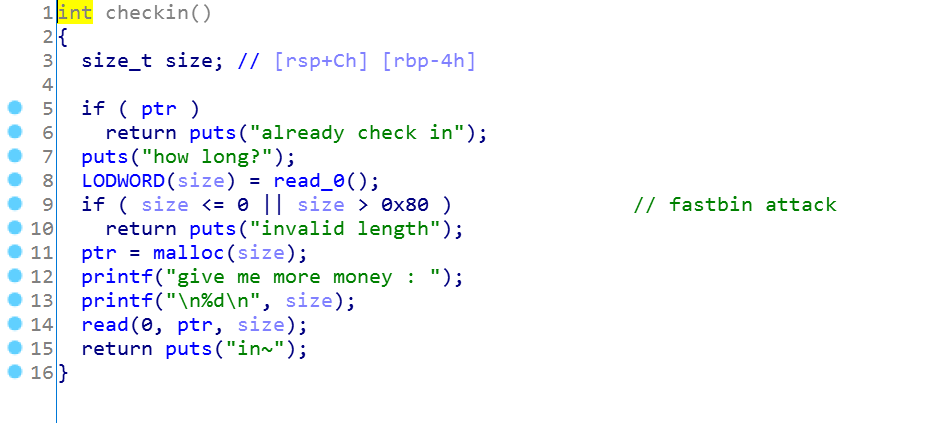 1 int checkin()
2 {
3   size_t size; // [rsp+Ch] [rbp-4h]
4
5   if ( ptr )
6     return puts("already check in");
7   puts("how long?");
8   LODWORD(size) = read_0();
9   if ( size <= 0 || size > 0x80 )               // fastbin attack
10     return puts("invalid length");
11   ptr = malloc(size);
12   printf("give me more money : ");
13   printf("\n%d\n", size);
14   read(0, ptr, size);
15   return puts("in~");
16 }